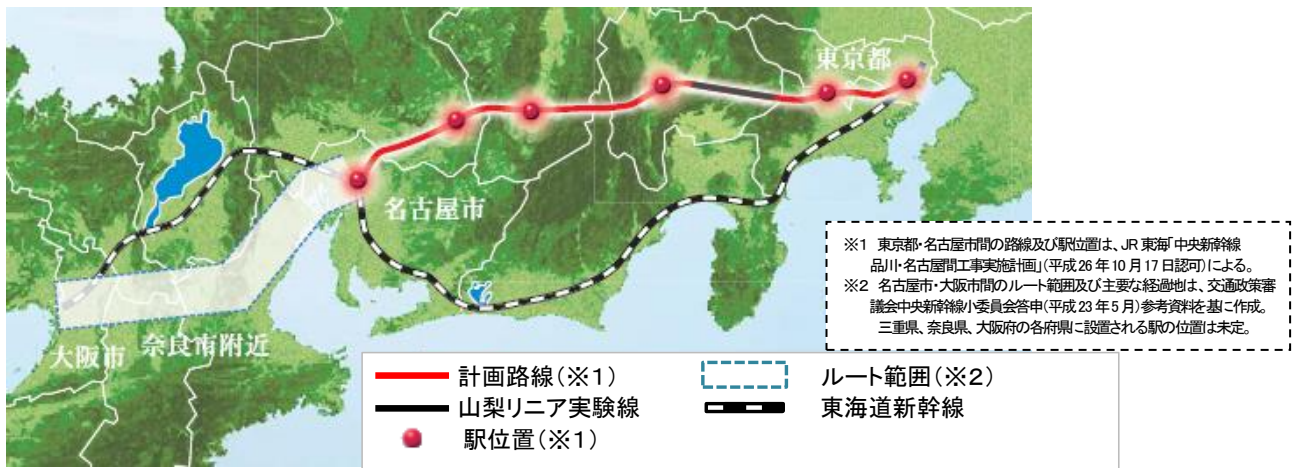 東京都
名古屋市
大阪市
奈良市附近
※1 東京都・名古屋市間の路線及び駅位置は、JR東海「中央新幹線
品川・名古屋間工事実施計画」(平成26年10月17日認可)による。
※2 名古屋市・大阪市間のルート範囲及び主要な経過地は、交通政策審
議会中央新幹線小委員会答申(平成23年5月)参考資料を基に作成。
三重県、奈良県、大阪府の各府県に設置される駅の位置は未定。
計画路線(※1)
ルート範囲(※2)
山梨リニア実験線
東海道新幹線
駅位置(※1)